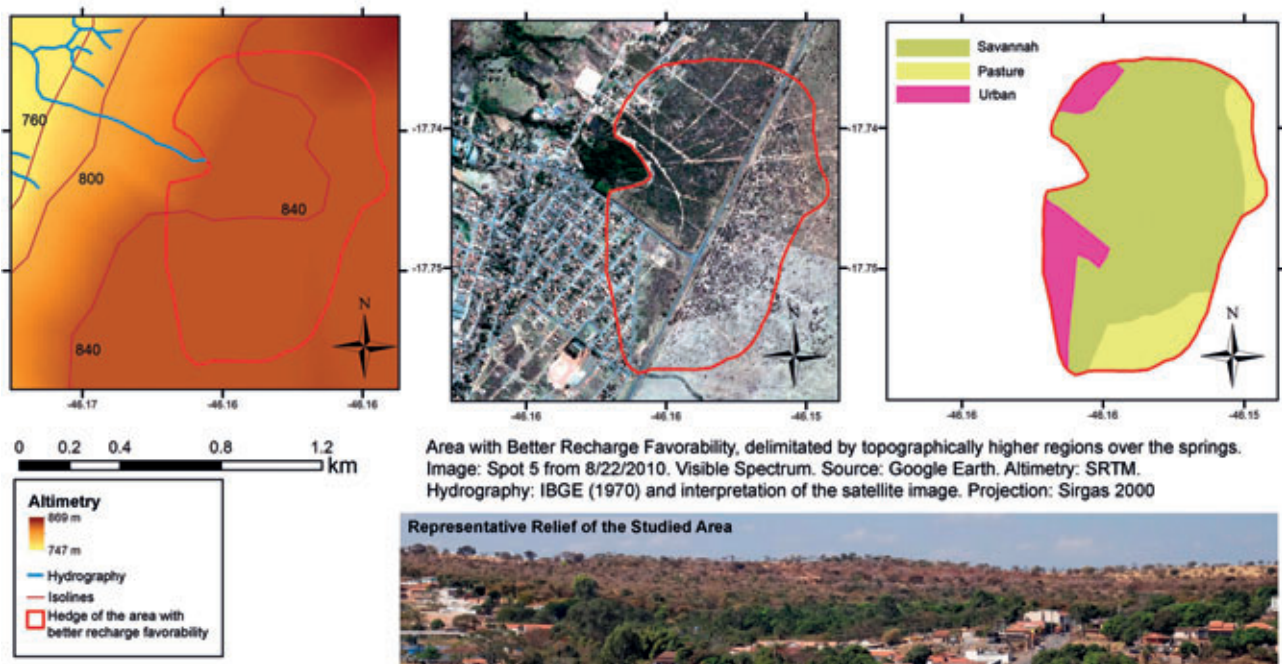 760
800
840
840
N
-46.17
-46.16
-46.16
-17.74
-17.75
N
-46.16
-46.16
-46.15
Savannah
Pasture
Urban
-17.74
-17.75
N
-46.16
-46.16
-46.15
0 0.2 0.4 0.8 1.2
km
Altimetry
869 m
747 m
Hydrography
Isolines
Hedge of the area with
better recharge favorability
Area with Better Recharge Favorability, delimitated by topographically higher regions over the springs.
Image: Spot 5 from 8/22/2010. Visible Spectrum. Source: Google Earth. Altimetry: SRTM.
Hydrography: IBGE (1970) and interpretation of the satellite image. Projection: Sirgas 2000
Representative Relief of the Studied Area